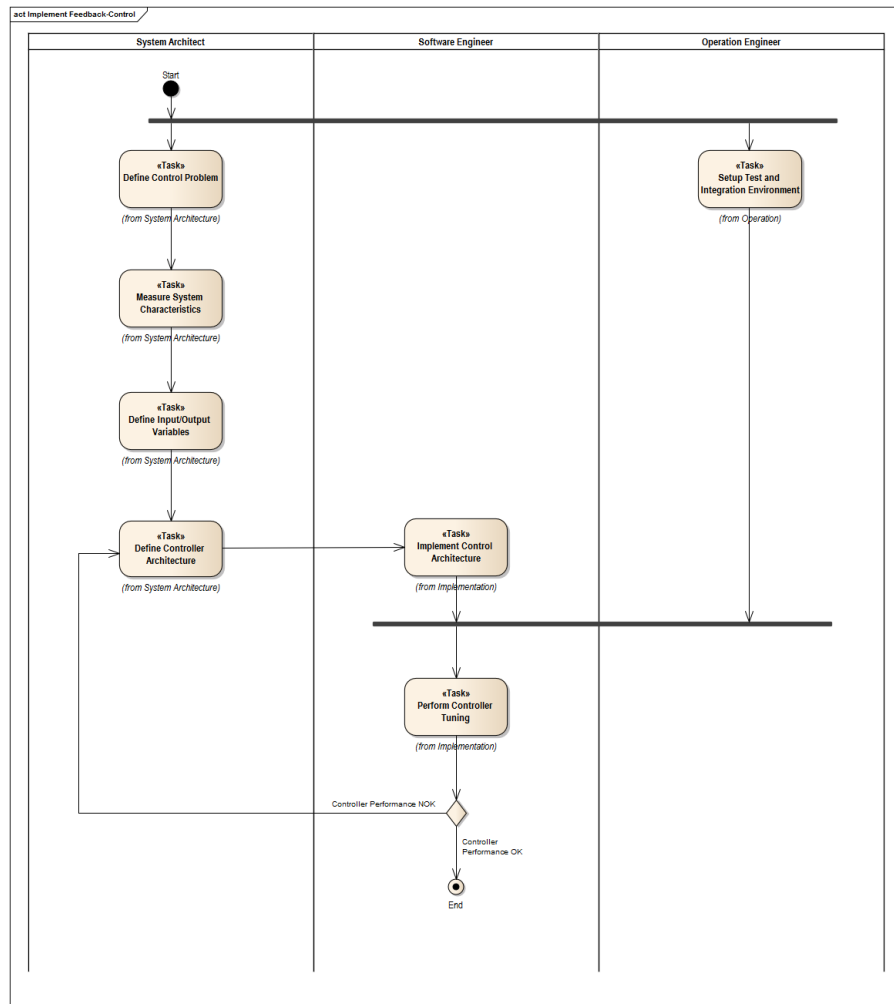 act Implement Feedback-Control
System Architect
Software Engineer
Operation Engineer
Start
«Task»
Define Control Problem
(from System Architecture)
«Task»
Setup Test and
Integration Environment
(from Operation)
«Task»
Measure System
Characteristics
(from System Architecture)
«Task»
Define Input/Output
Variables
(from System Architecture)
«Task»
Define Controller
Architecture
(from System Architecture)
«Task»
Implement Control
Architecture
(from Implementation)
«Task»
Perform Controller
Tuning
(from Implementation)
Controller Performance NOK
Controller
Performance OK
End